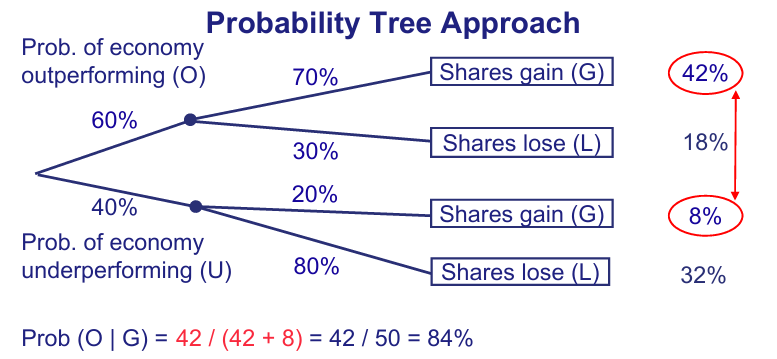 Probability Tree Approach
Prob. of economy
outperforming (O)
70%
Shares gain (G)
42%
60%
30%
Shares lose (L)
18%
40%
20%
Shares gain (G)
8%
Prob. of economy
underperforming (U)
80%
Shares lose (L)
32%
Prob (O | G) = 42 / (42 + 8) = 42 / 50 = 84%